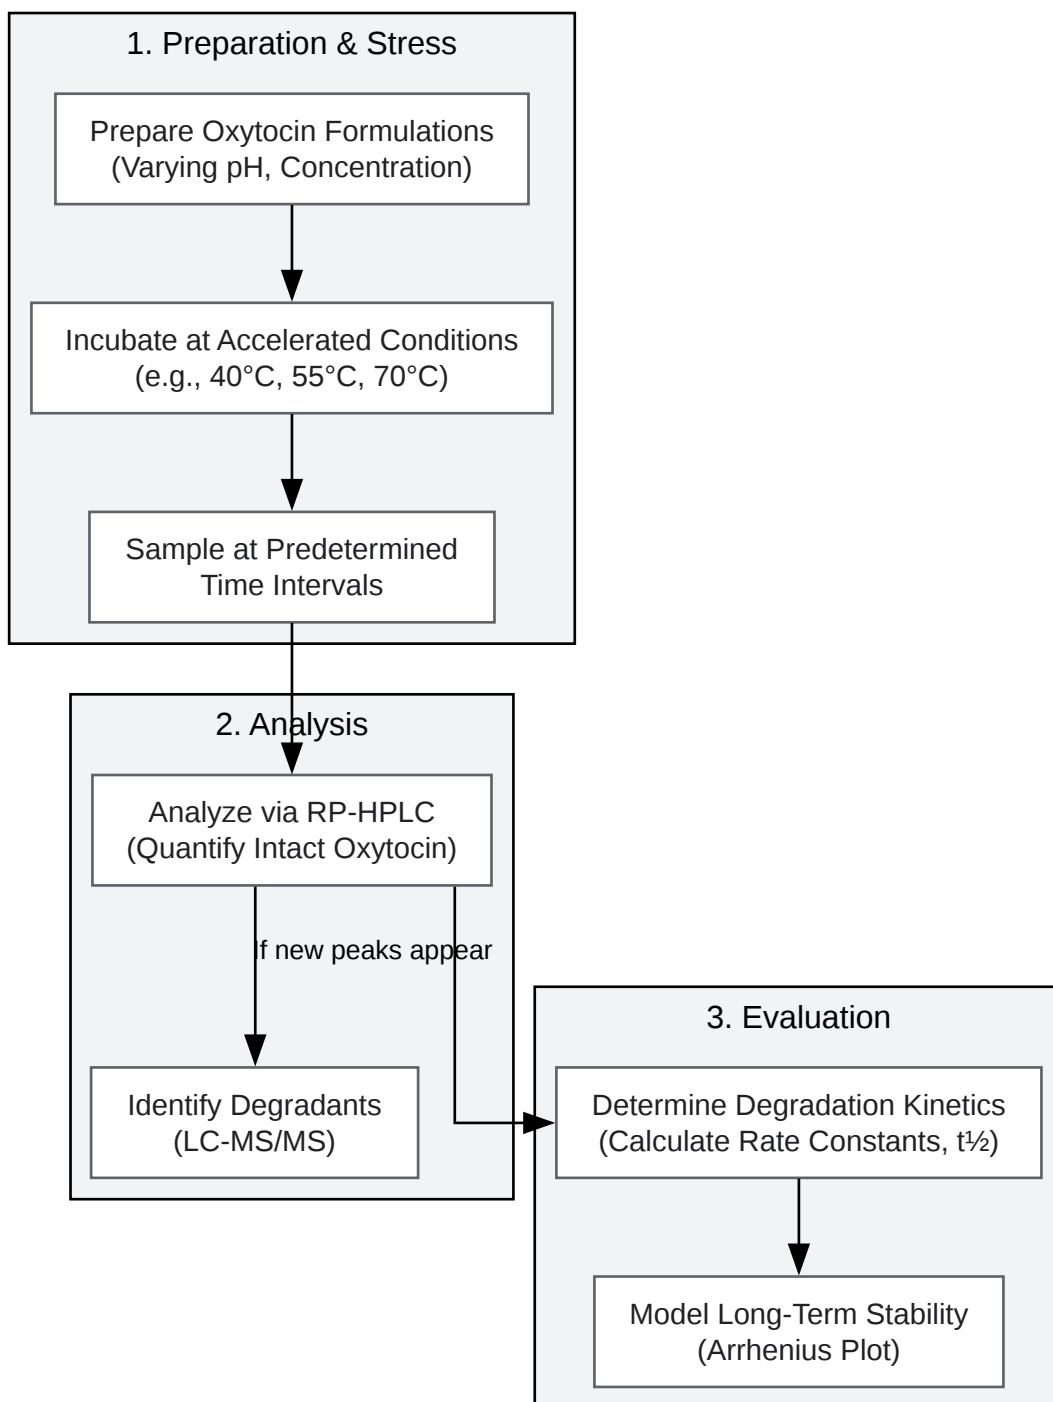 1. Preparation & Stress
Prepare Oxytocin Formulations
(Varying pH, Concentration)
Incubate at Accelerated Conditions
(e.g., 40°C, 55°C, 70°C)
Sample at Predetermined
Time Intervals
2. Analysis
Analyze via RP-HPLC
(Quantify Intact Oxytocin)
If new peaks appear
Identify Degradants
(LC-MS/MS)
3. Evaluation
Determine Degradation Kinetics
(Calculate Rate Constants, t½)
Model Long-Term Stability
(Arrhenius Plot)